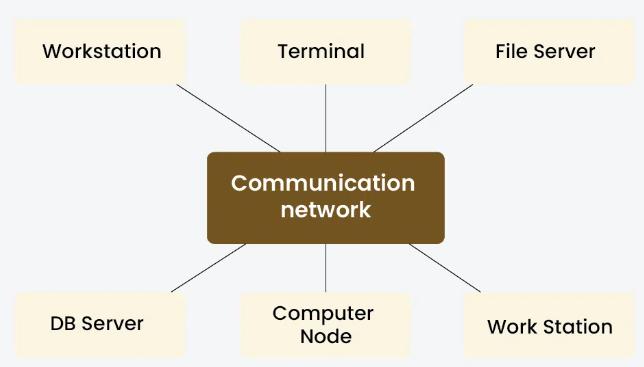 Workstation
Terminal
File Server
Communication
network
DB Server
Computer
Node
Work Station